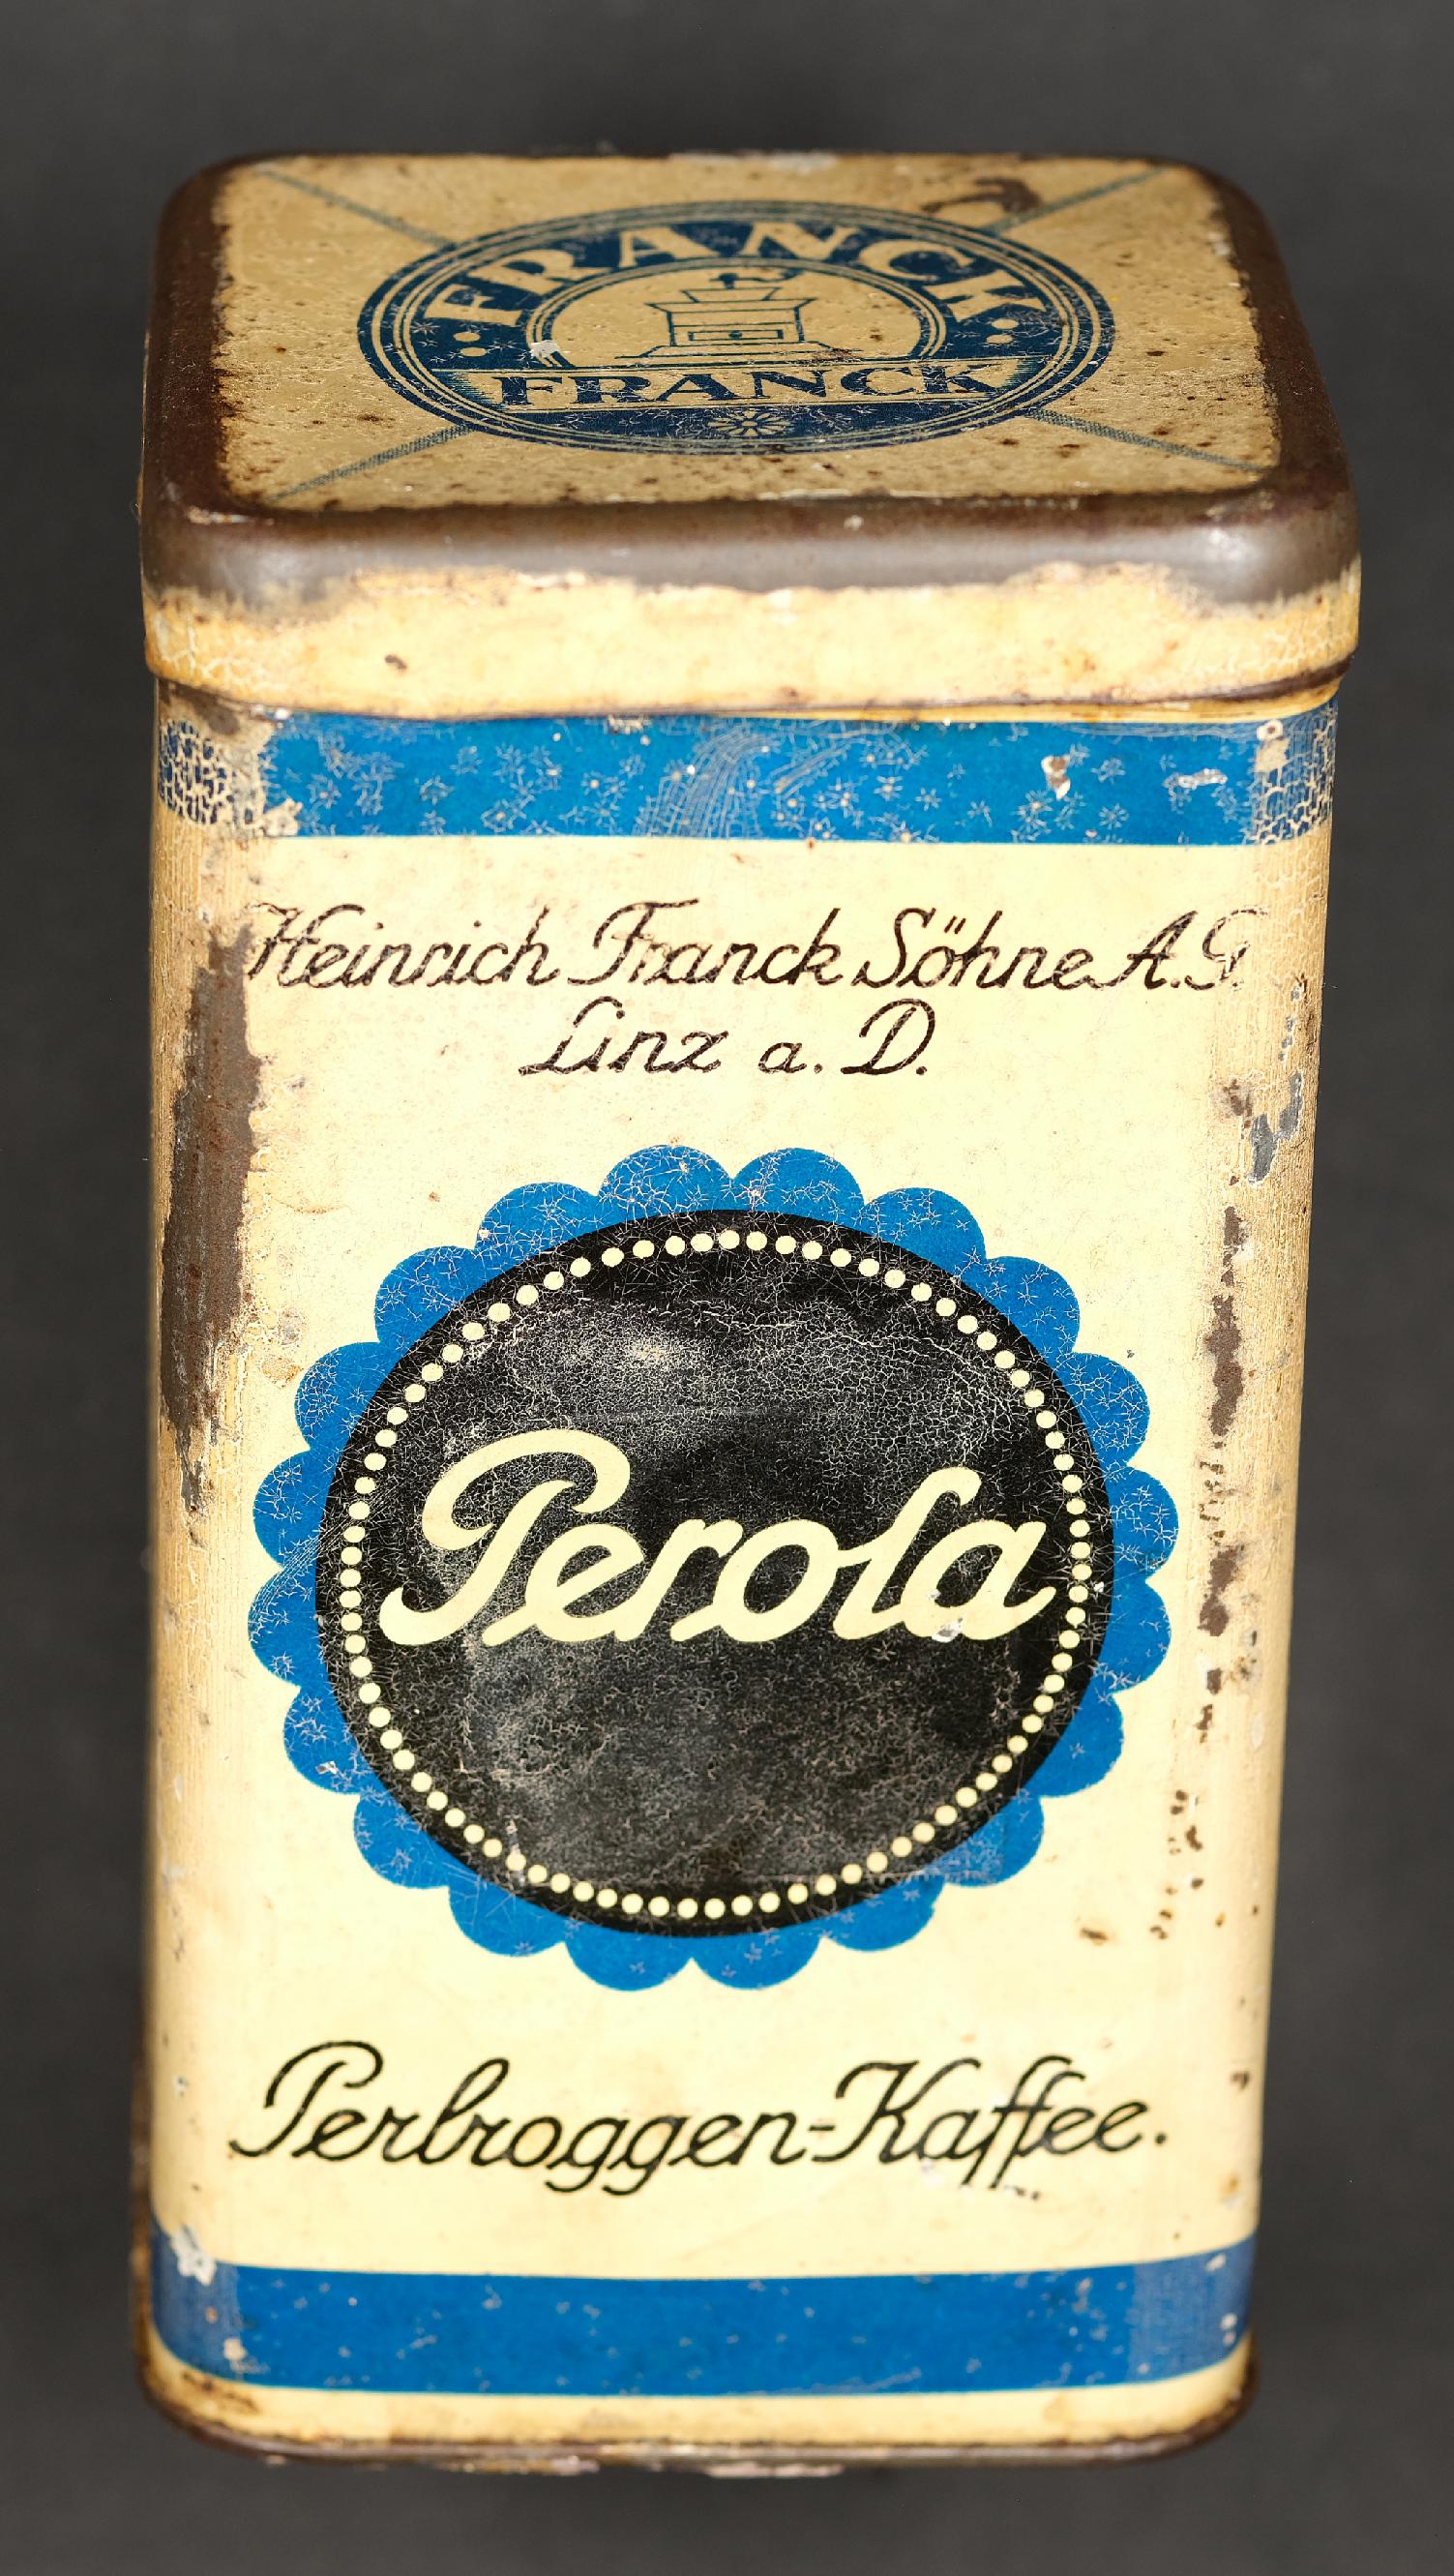 FRANCK
FRANCK
Heinrich Franck Söhne A.G
Linz a. D.
Perola
Perlroggen-Kaffee.